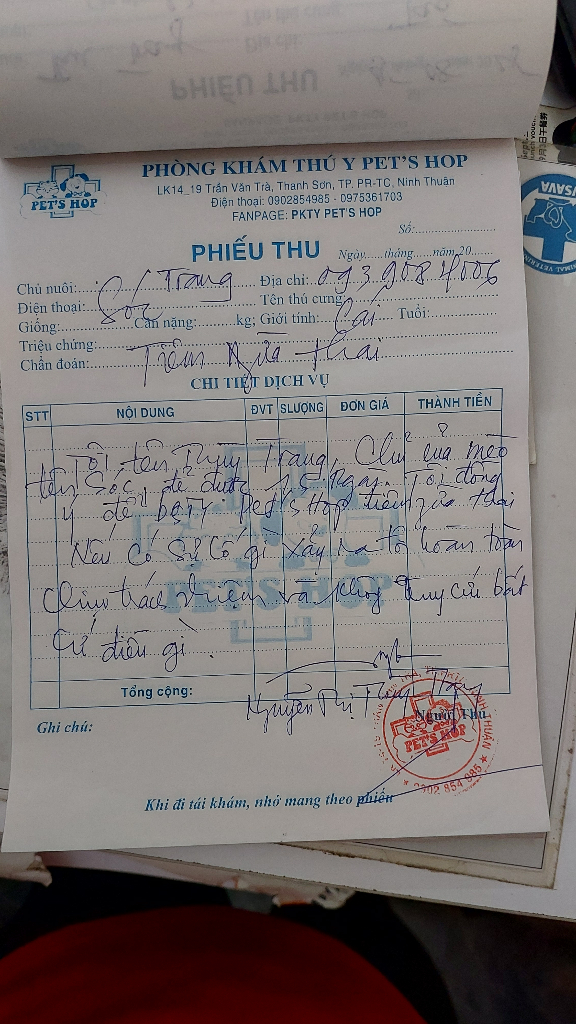 PHIẾU THU
PET'S HOP
PHÒNG KHÁM THÚ Y PET'S HOP
LK14_19 Trần Văn Trà, Thanh Sơn, TP. PR-TC, Ninh Thuận
Điện thoại: 0902854985 - 0975361703
FANPAGE: PKTY PET'S HOP
Số:
PHIẾU THU
Ngày......tháng......năm 20.......
Chủ nuôi: Trang Địa chỉ: 093 908 4006
Điện thoại: Sóc Tên thú cưng:
Giống: Cân nặng: kg; Giới tính: Cái Tuổi:
Triệu chứng:
Chẩn đoán: Tiêm Ngừa thai
CHI TIẾT DỊCH VỤ
STT NỘI DUNG ĐVT SLƯỢNG ĐƠN GIÁ THÀNH TIỀN
Tôi tên Thùy Trang, Chủ của mèo
tên Sóc, đẻ được 15 ngày. Tôi đồng
ý để Pet's Hop tiêm ngừa thai
Nếu có sự cố gì xảy ra tôi hoàn toàn
chịu trách nhiệm và không truy cứu bất
cứ điều gì.
PET'S HOP
Tổng cộng:
Nguyễn Thị Thùy Trang
Ghi chú:
Người Thu
PET'S HOP
0902 854 985
Khi đi tái khám, nhớ mang theo phiếu